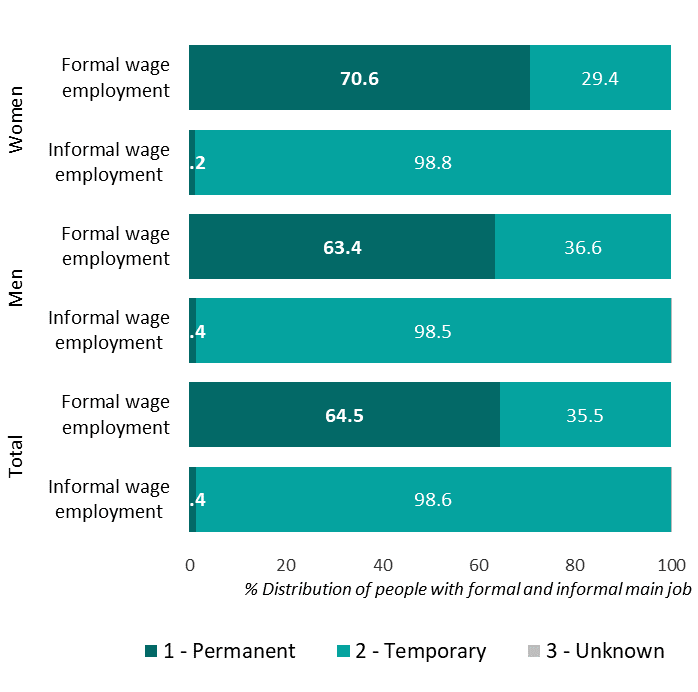 Women
Formal wage
employment
70.6 29.4
Informal wage
employment
.2 98.8
Men
Formal wage
employment
63.4 36.6
Informal wage
employment
.4 98.5
Total
Formal wage
employment
64.5 35.5
Informal wage
employment
.4 98.6
0 20 40 60 80 100
% Distribution of people with formal and informal main job
1 - Permanent 2 - Temporary 3 - Unknown